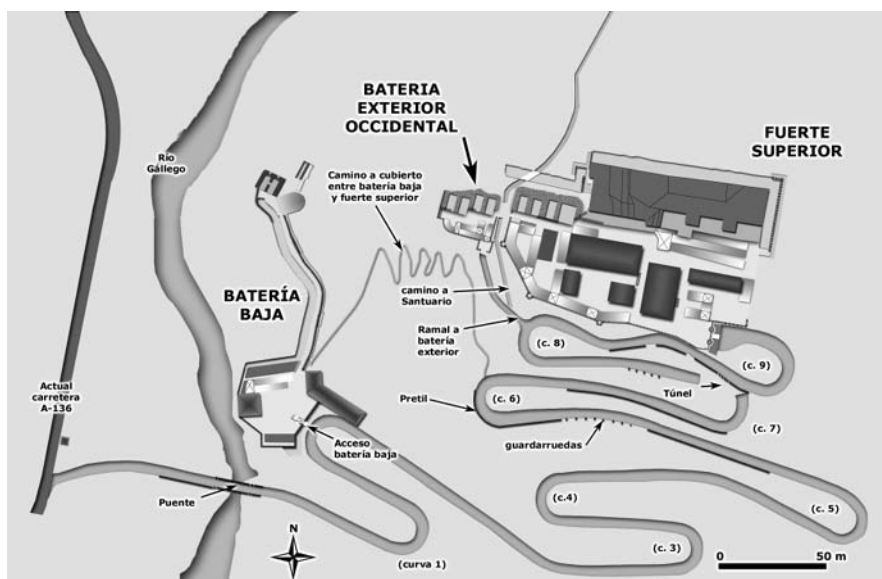 BATERIA
EXTERIOR
OCCIDENTAL
FUERTE
SUPERIOR
Río
Gállego
Camino a cubierto
entre batería baja
y fuerte superior
BATERÍA
BAJA
camino a
Santuario
Ramal a
batería
exterior
(c. 8)
(c. 9)
Túnel
Actual
carretera
A-136
Pretil
(c. 6)
(c. 7)
guardarruedas
Acceso
batería baja
Puente
(c.4)
(c. 5)
(c. 3)
N
(curva 1)
0 50 m